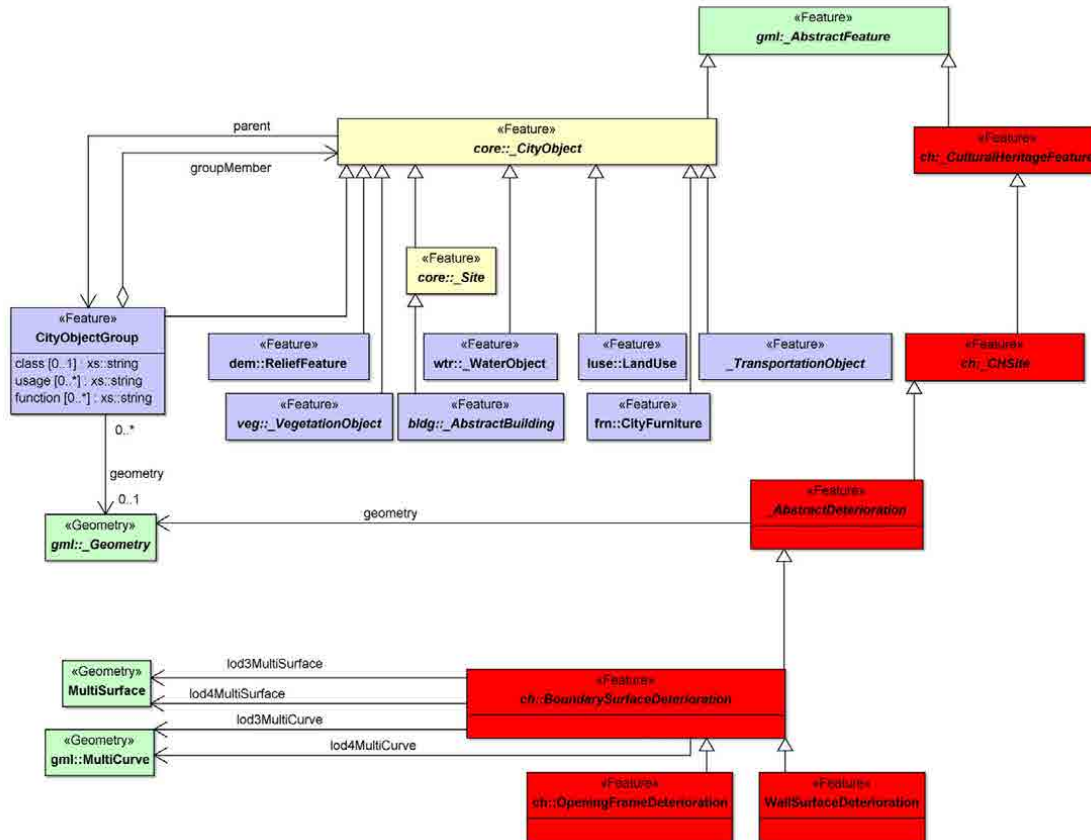 «Feature»
gml:_AbstractFeature
parent
«Feature»
core::_CityObject
«Feature»
ch:_CulturalHeritageFeature
groupMember
«Feature»
core::_Site
«Feature»
CityObjectGroup
class [0..1] : xs::string
usage [0..*] : xs::string
function [0..*] : xs::string
«Feature»
dem::ReliefFeature
«Feature»
wtr::_WaterObject
«Feature»
luse::LandUse
«Feature»
_TransportationObject
«Feature»
ch:_CHSite
«Feature»
veg::_VegetationObject
«Feature»
bldg::_AbstractBuilding
«Feature»
frn::CityFurniture
0..*
geometry
0..1
«Geometry»
gml::_Geometry
geometry
«Feature»
_AbstractDeterioration
«Geometry»
MultiSurface
lod3MultiSurface
lod4MultiSurface
«Feature»
ch::BoundarySurfaceDeterioration
lod3MultiCurve
lod4MultiCurve
«Geometry»
gml::MultiCurve
«Feature»
ch::OpeningFrameDeterioration
«Feature»
WallSurfaceDeterioration